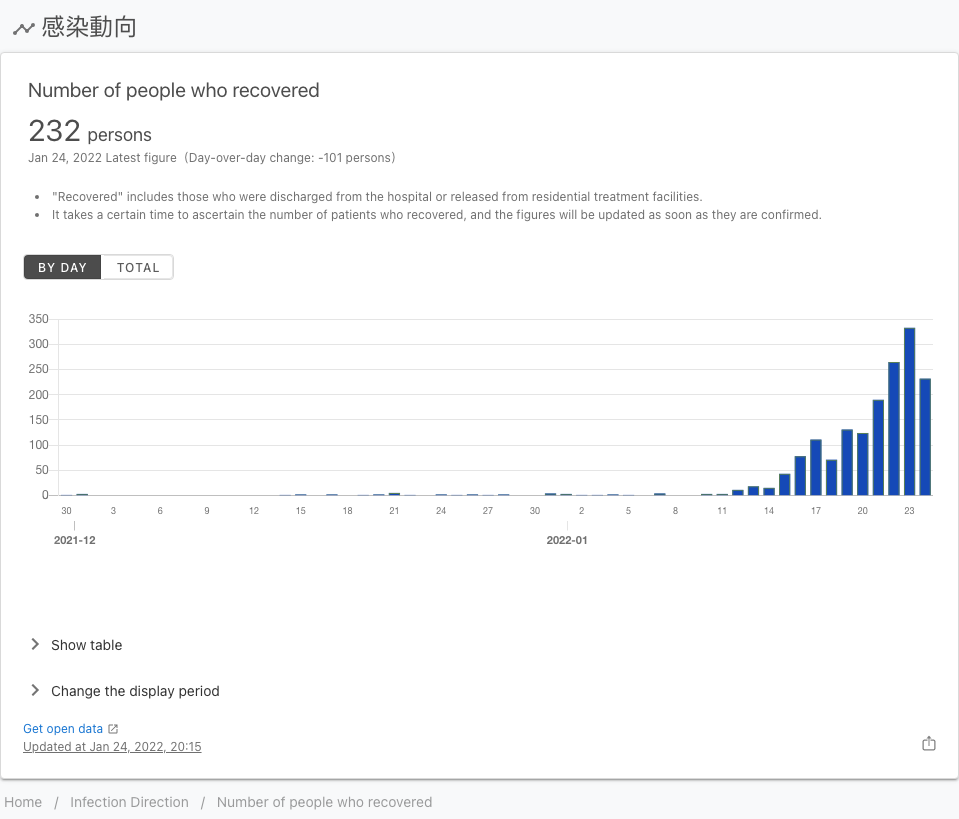 感染動向
Number of people who recovered
232 persons
Jan 24, 2022 Latest figure (Day-over-day change: -101 persons)
"Recovered" includes those who were discharged from the hospital or released from residential treatment facilities.
It takes a certain time to ascertain the number of patients who recovered, and the figures will be updated as soon as they are confirmed.
BY DAY TOTAL
350
300
250
200
150
100
50
0
30 3 6 9 12 15 18 21 24 27 30 2 5 8 11 14 17 20 23
2021-12 2022-01
Show table
Change the display period
Get open data
Updated at Jan 24, 2022, 20:15
Home / Infection Direction / Number of people who recovered